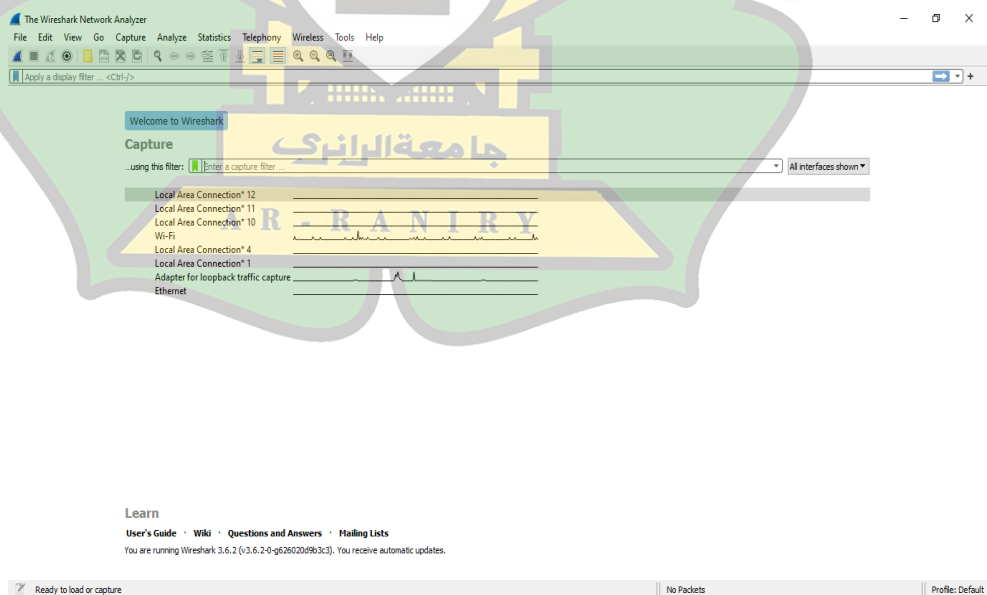 The Wireshark Network Analyzer
File Edit View Go Capture Analyze Statistics Telephony Wireless Tools Help
Apply a display filter ... <Ctrl-/>
Welcome to Wireshark
Capture
...using this filter: Enter a capture filter ... All interfaces shown
جامعة الرانري
Local Area Connection* 12
Local Area Connection* 11
Local Area Connection* 10
AR-RANIRY
Wi-Fi
Local Area Connection* 4
Local Area Connection* 1
Adapter for loopback traffic capture
Ethernet
Learn
User's Guide · Wiki · Questions and Answers · Mailing Lists
You are running Wireshark 3.6.2 (v3.6.2-0-g626020d9b3c3). You receive automatic updates.
Ready to load or capture No Packets Profile: Default